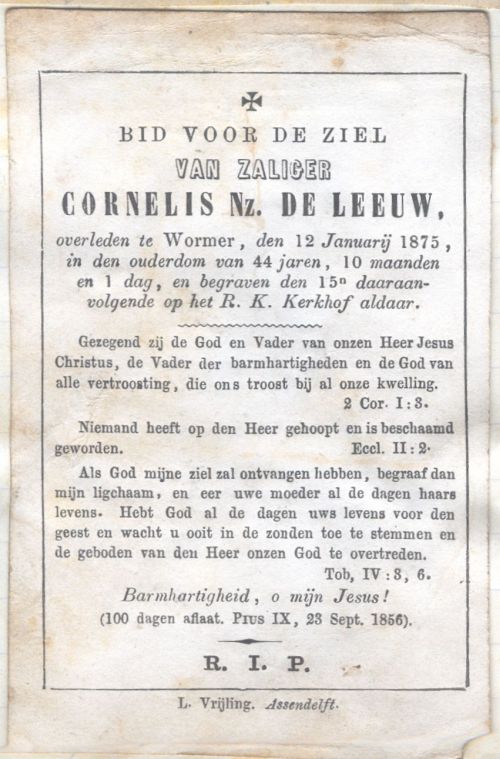 ✠
BID VOOR DE ZIEL
VAN ZALIGER
CORNELIS Nz. DE LEEUW,
overleden te Wormer, den 12 Januarij 1875,
in den ouderdom van 44 jaren, 10 maanden
en 1 dag, en begraven den 15ⁿ daaraan-
volgende op het R. K. Kerkhof aldaar.
Gezegend zij de God en Vader van onzen Heer Jesus
Christus, de Vader der barmhartigheden en de God van
alle vertroosting, die ons troost bij al onze kwelling.
2 Cor. I : 3.
Niemand heeft op den Heer gehoopt en is beschaamd
geworden. Eccl. II : 2.
Als God mijne ziel zal ontvangen hebben, begraaf dan
mijn ligchaam, en eer uwe moeder al de dagen haars
levens. Hebt God al de dagen uws levens voor den
geest en wacht u ooit in de zonden toe te stemmen en
de geboden van den Heer onzen God te overtreden.
Tob, IV : 3, 6.
Barmhartigheid, o mijn Jesus!
(100 dagen aflaat. Pius IX, 23 Sept. 1856).
R. I. P.
L. Vrijling. Assendelft.